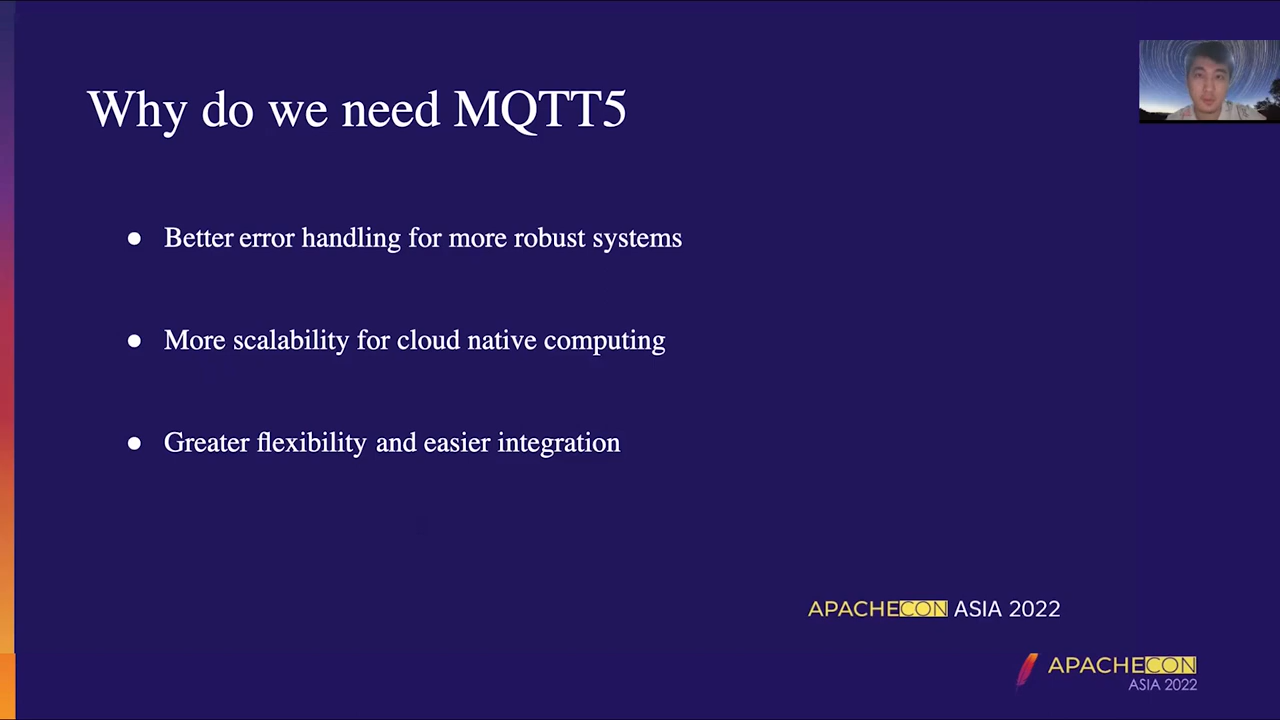 Why do we need MQTT5
● Better error handling for more robust systems
● More scalability for cloud native computing
● Greater flexibility and easier integration
APACHECON ASIA 2022
APACHECON
ASIA 2022